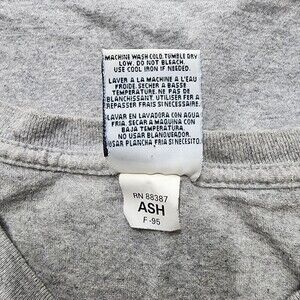 MACHINE WASH COLD, TUMBLE DRY
LOW. DO NOT BLEACH.
USE COOL IRON IF NEEDED.
LAVER A LA MACHINE A L'EAU
FROIDE. SECHER A BASSE
TEMPERATURE. NE PAS DE
BLANCHISSANT. UTILISER FER A
REPASSER FRAIS SI NECESSAIRE.
LAVAR EN LAVADORA CON AGUA
FRIA. SECAR A MAQUINA CON
BAJA TEMPERATURA.
NO USAR BLANQUEADOR.
USAR PLANCHA FRIA SI NECESITO.
RN 88387
ASH
F-95